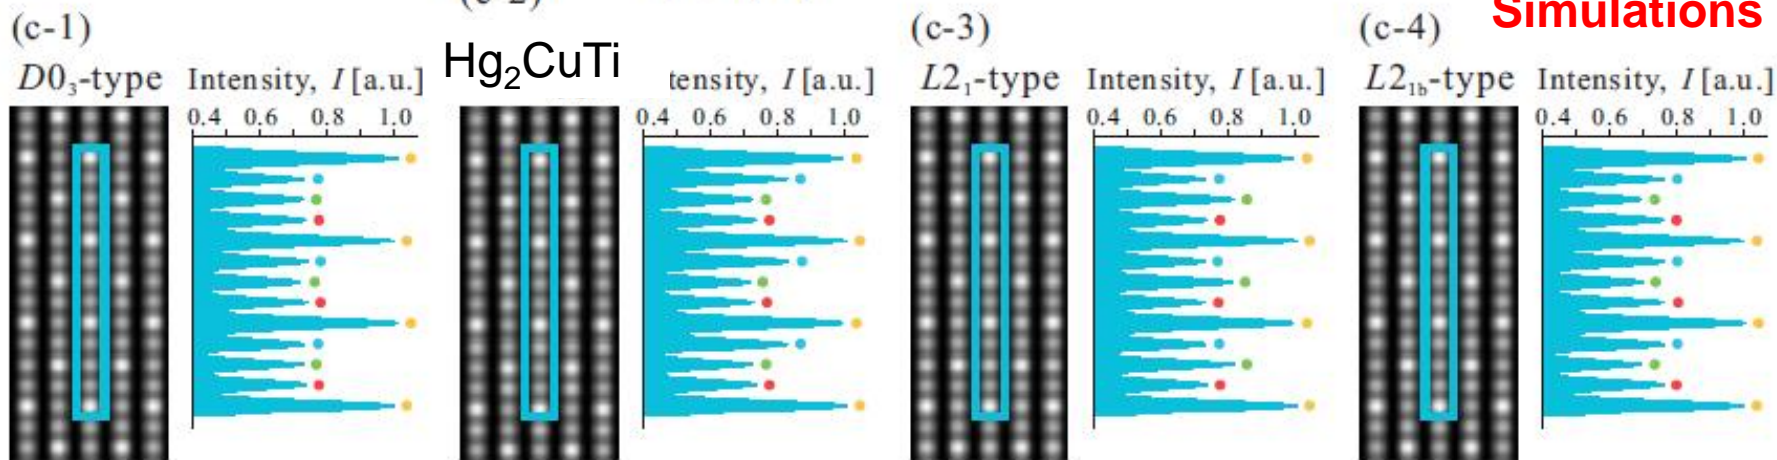 Simulations
(c-1)
(c-2)
(c-3)
(c-4)
D0₃-type
Intensity, I [a.u.]
Hg₂CuTi
tensity, I [a.u.]
L2₁-type
Intensity, I [a.u.]
L2₁ᵦ-type
Intensity, I [a.u.]
0.4 0.6 0.8 1.0
0.4 0.6 0.8 1.0
0.4 0.6 0.8 1.0
0.4 0.6 0.8 1.0